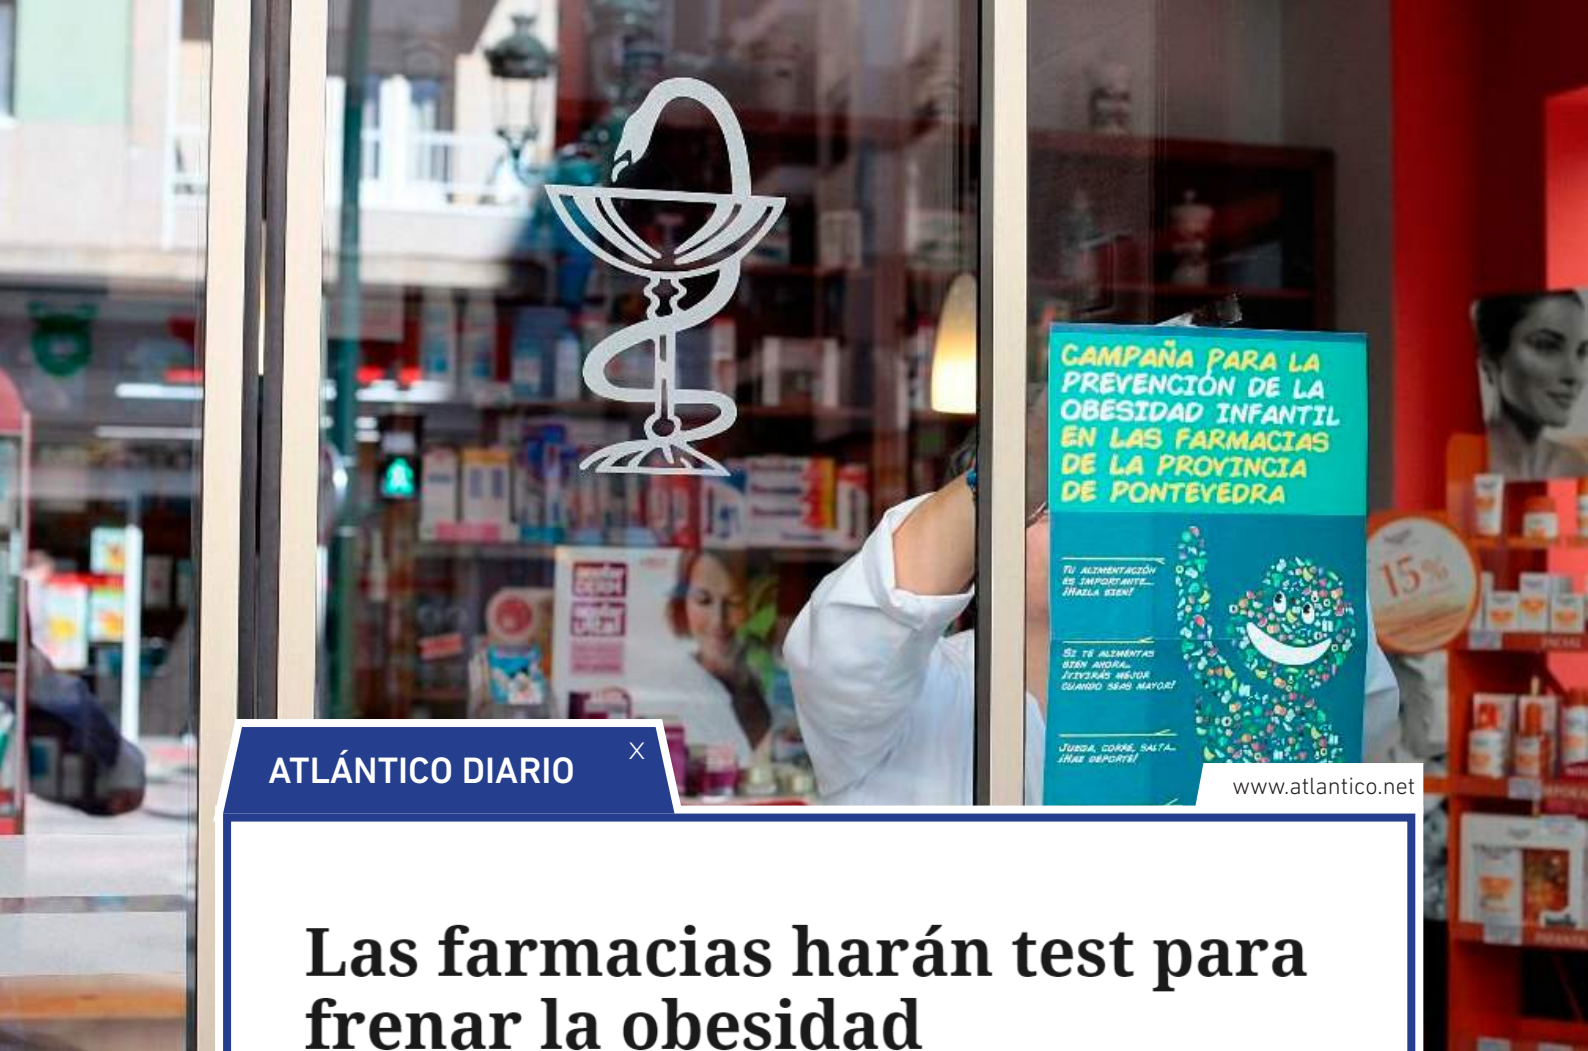 CAMPAÑA PARA LA
PREVENCIÓN DE LA
OBESIDAD INFANTIL
EN LAS FARMACIAS
DE LA PROVINCIA
DE PONTEVEDRA
TU ALIMENTACIÓN
ES IMPORTANTE...
¡HAZLA BIEN!
SI TE ALIMENTAS
BIEN AHORA...
¡VIVIRÁS MEJOR
CUANDO SEAS MAYOR!
JUEGA, CORRE, SALTA...
¡HAZ DEPORTE!
15%
ATLÁNTICO DIARIO
X
www.atlantico.net
Las farmacias harán test para
frenar la obesidad